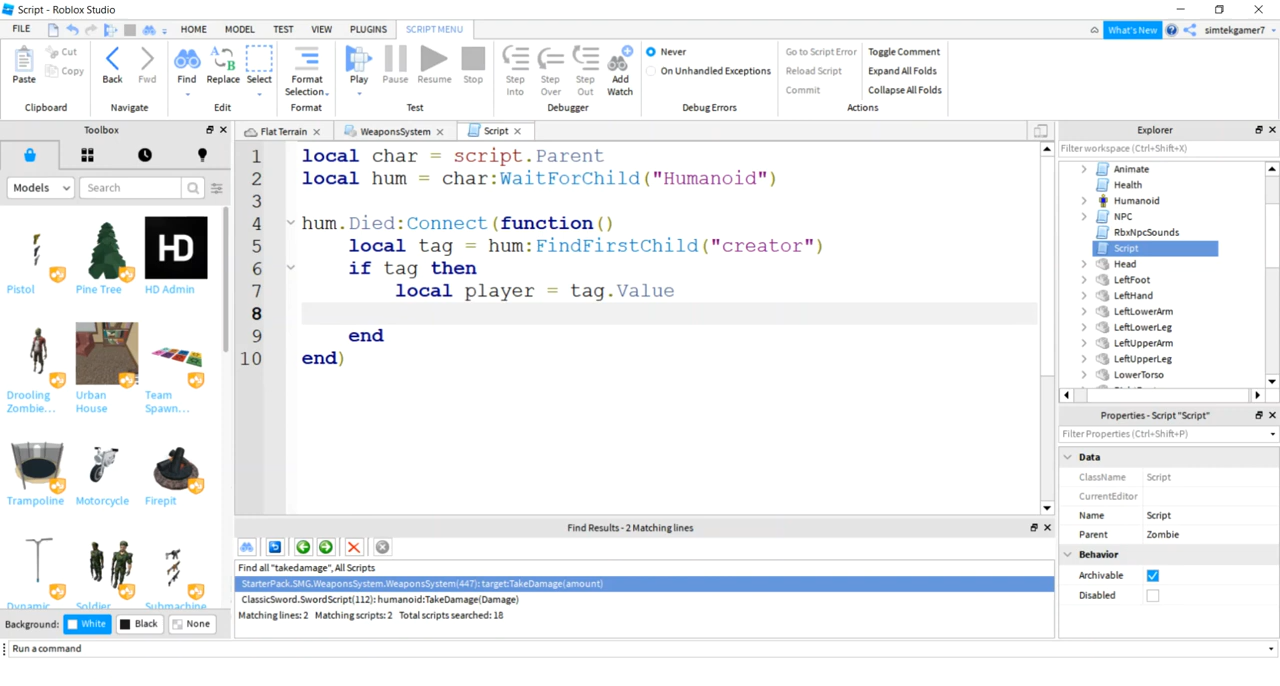 Script - Roblox Studio
FILE HOME MODEL TEST VIEW PLUGINS SCRIPT MENU What's New simtekgamer7
Paste Cut Copy
Clipboard
Back Fwd
Navigate
Find Replace Select
Edit
Format Selection
Format
Play Pause Resume Stop
Test
Step Into Step Over Step Out Add Watch
Debugger
Never
On Unhandled Exceptions
Debug Errors
Go to Script Error
Reload Script
Commit
Toggle Comment
Expand All Folds
Collapse All Folds
Actions
Toolbox
Models Search
Pistol Pine Tree HD Admin
Drooling Zombie... Urban House Team Spawn...
Trampoline Motorcycle Firepit
Dynamic Soldier Submachine
Background: White Black None
Flat Terrain WeaponsSystem Script
1 local char = script.Parent
2 local hum = char:WaitForChild("Humanoid")
3
4 hum.Died:Connect(function()
5 local tag = hum:FindFirstChild("creator")
6 if tag then
7 local player = tag.Value
8
9 end
10 end)
Find Results - 2 Matching lines
Find all "takedamage", All Scripts
StarterPack.SMG.WeaponsSystem.WeaponsSystem(447): target:TakeDamage(amount)
ClassicSword.SwordScript(112): humanoid:TakeDamage(Damage)
Matching lines: 2 Matching scripts: 2 Total scripts searched: 18
Explorer
Filter workspace (Ctrl+Shift+X)
Animate
Health
Humanoid
NPC
RbxNpcSounds
Script
Head
LeftFoot
LeftHand
LeftLowerArm
LeftLowerLeg
LeftUpperArm
LeftUpperLeg
LowerTorso
Properties - Script "Script"
Filter Properties (Ctrl+Shift+P)
Data
ClassName Script
CurrentEditor
Name Script
Parent Zombie
Behavior
Archivable
Disabled
Run a command